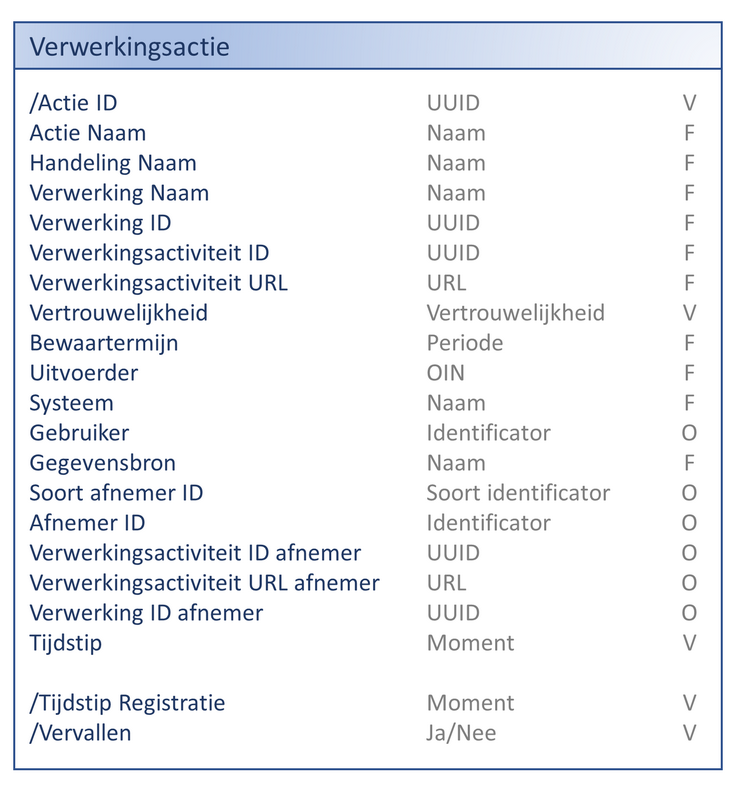 Verwerkingsactie
/Actie ID UUID V
Actie Naam Naam F
Handeling Naam Naam F
Verwerking Naam Naam F
Verwerking ID UUID F
Verwerkingsactiviteit ID UUID F
Verwerkingsactiviteit URL URL F
Vertrouwelijkheid Vertrouwelijkheid V
Bewaartermijn Periode F
Uitvoerder OIN F
Systeem Naam F
Gebruiker Identificator O
Gegevensbron Naam F
Soort afnemer ID Soort identificator O
Afnemer ID Identificator O
Verwerkingsactiviteit ID afnemer UUID O
Verwerkingsactiviteit URL afnemer URL O
Verwerking ID afnemer UUID O
Tijdstip Moment V
/Tijdstip Registratie Moment V
/Vervallen Ja/Nee V